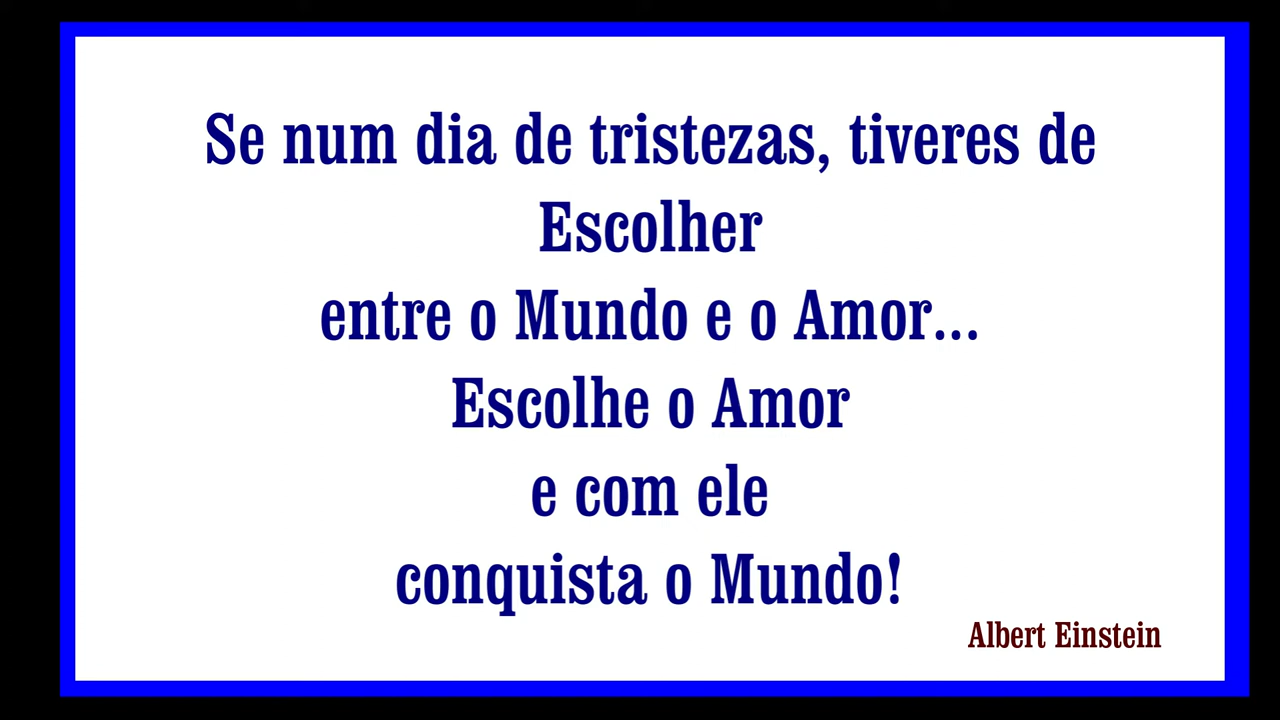 Se num dia de tristezas, tiveres de
Escolher
entre o Mundo e o Amor...
Escolhe o Amor
e com ele
conquista o Mundo!
Albert Einstein